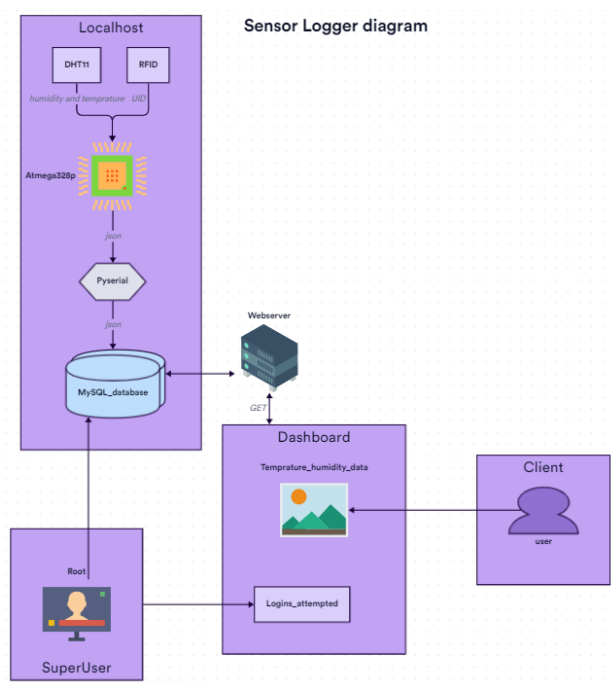 Sensor Logger diagram
Localhost
DHT11
RFID
humidity and temprature
UID
Atmega328p
json
Pyserial
json
MySQL_database
Webserver
GET
Dashboard
Temprature_humidity_data
Logins_attempted
Client
user
Root
SuperUser